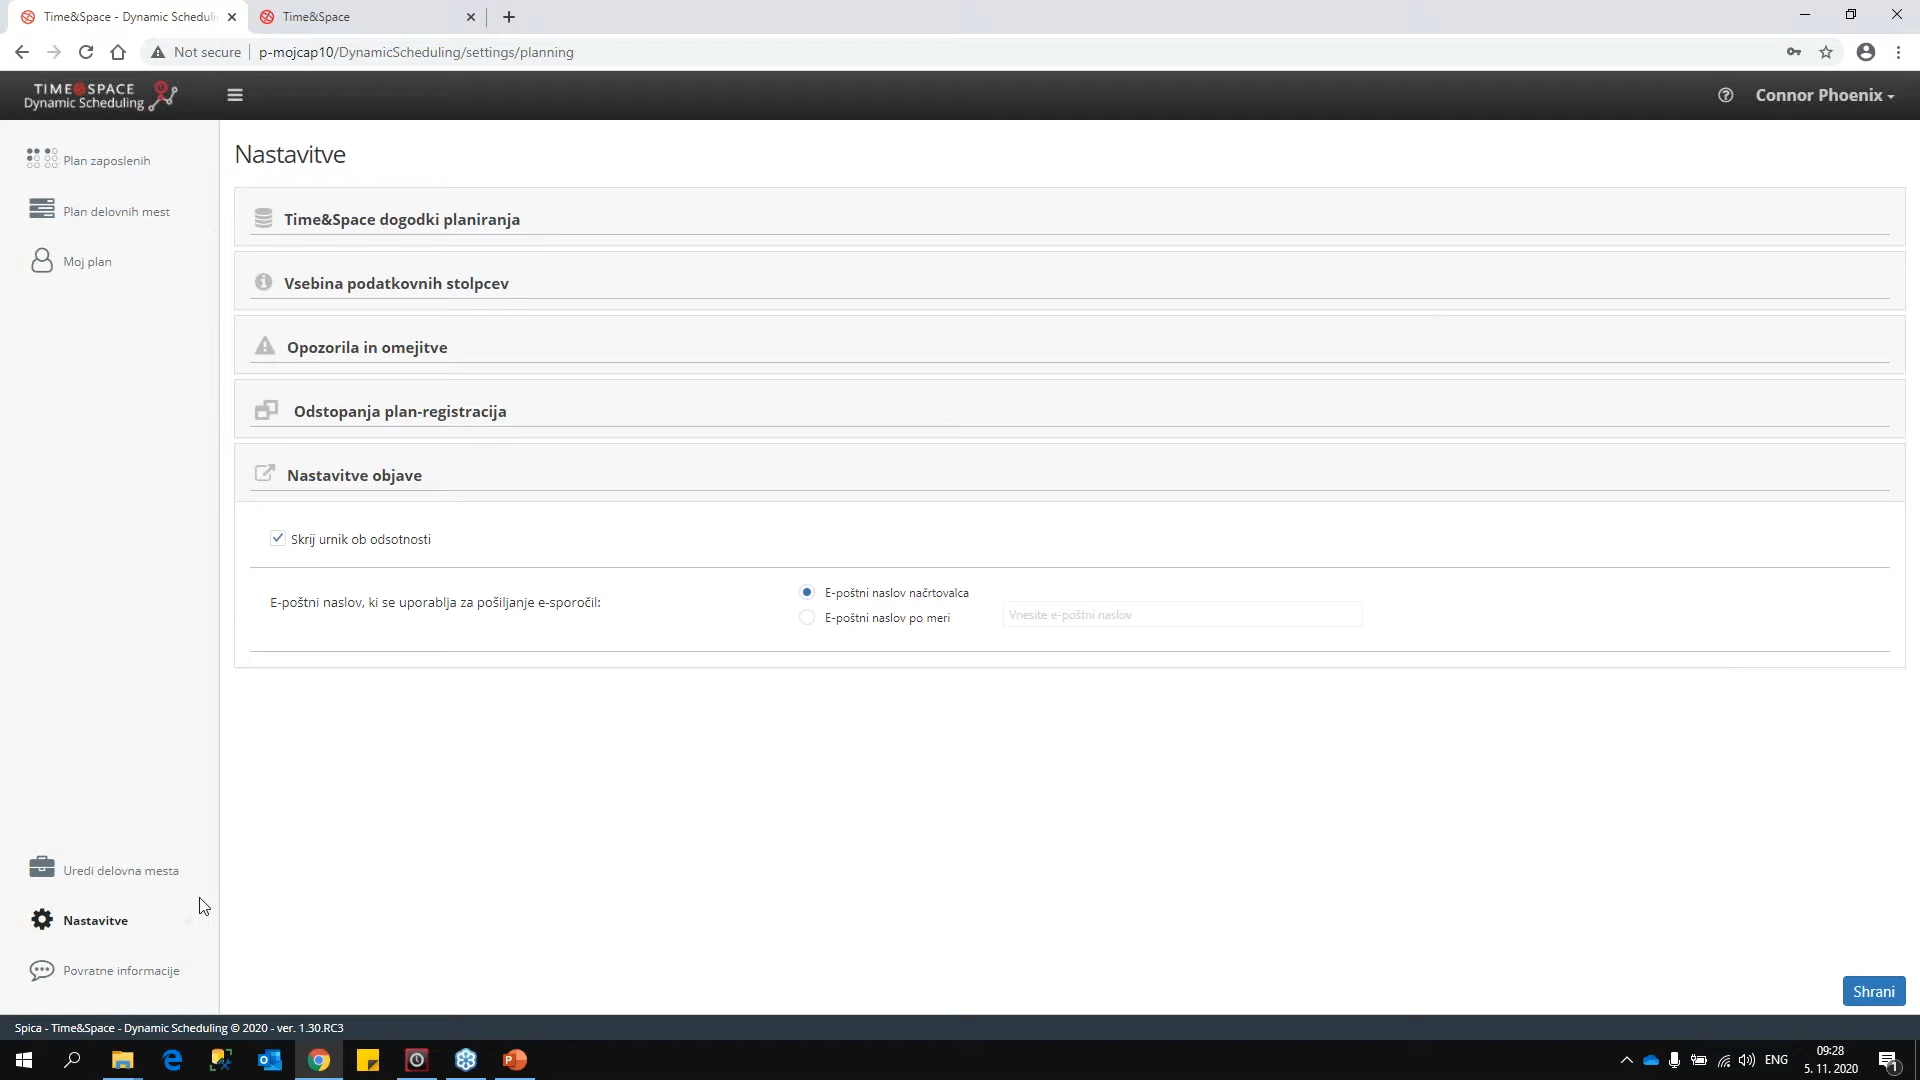 Time&Space - Dynamic Scheduli
Time&Space
Not secure
p-mojcap10/DynamicScheduling/settings/planning
TIME SPACE
Dynamic Scheduling
Connor Phoenix
Plan zaposlenih
Plan delovnih mest
Moj plan
Nastavitve
Time&Space dogodki planiranja
Vsebina podatkovnih stolpcev
Opozorila in omejitve
Odstopanja plan-registracija
Nastavitve objave
Skrij urnik ob odsotnosti
E-poštni naslov, ki se uporablja za pošiljanje e-sporočil:
E-poštni naslov načrtovalca
E-poštni naslov po meri
Vnesite e-poštni naslov
Uredi delovna mesta
Nastavitve
Povratne informacije
Shrani
Spica - Time&Space - Dynamic Scheduling © 2020 - ver. 1.30.RC3
ENG
09:28
5. 11. 2020
1